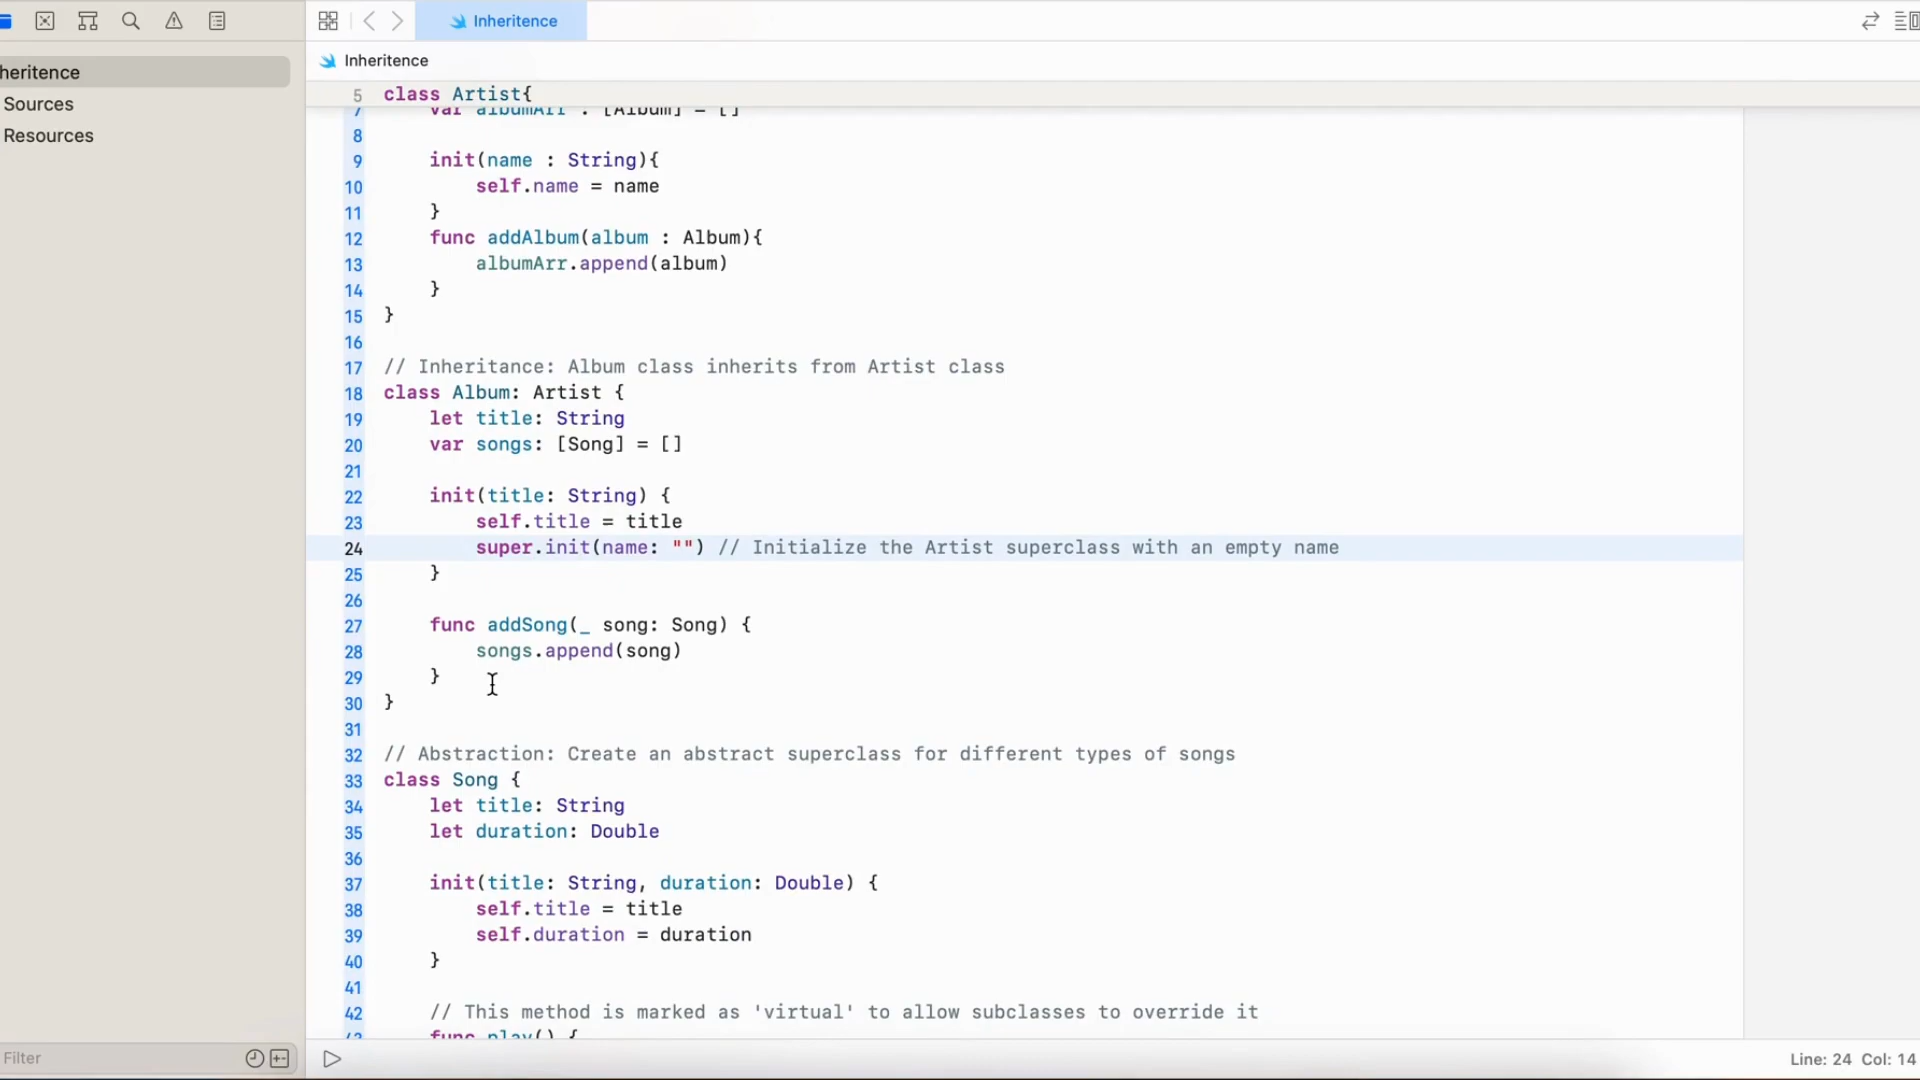 Inheritence
heritence
Inheritence
Sources
Resources
5 class Artist{
7 var albumArr : [Album] = []
8
9 init(name : String){
10 self.name = name
11 }
12 func addAlbum(album : Album){
13 albumArr.append(album)
14 }
15 }
16
17 // Inheritance: Album class inherits from Artist class
18 class Album: Artist {
19 let title: String
20 var songs: [Song] = []
21
22 init(title: String) {
23 self.title = title
24 super.init(name: "") // Initialize the Artist superclass with an empty name
25 }
26
27 func addSong(_ song: Song) {
28 songs.append(song)
29 }
30 }
31
32 // Abstraction: Create an abstract superclass for different types of songs
33 class Song {
34 let title: String
35 let duration: Double
36
37 init(title: String, duration: Double) {
38 self.title = title
39 self.duration = duration
40 }
41
42 // This method is marked as 'virtual' to allow subclasses to override it
43 func play() {
Filter
Line: 24 Col: 14